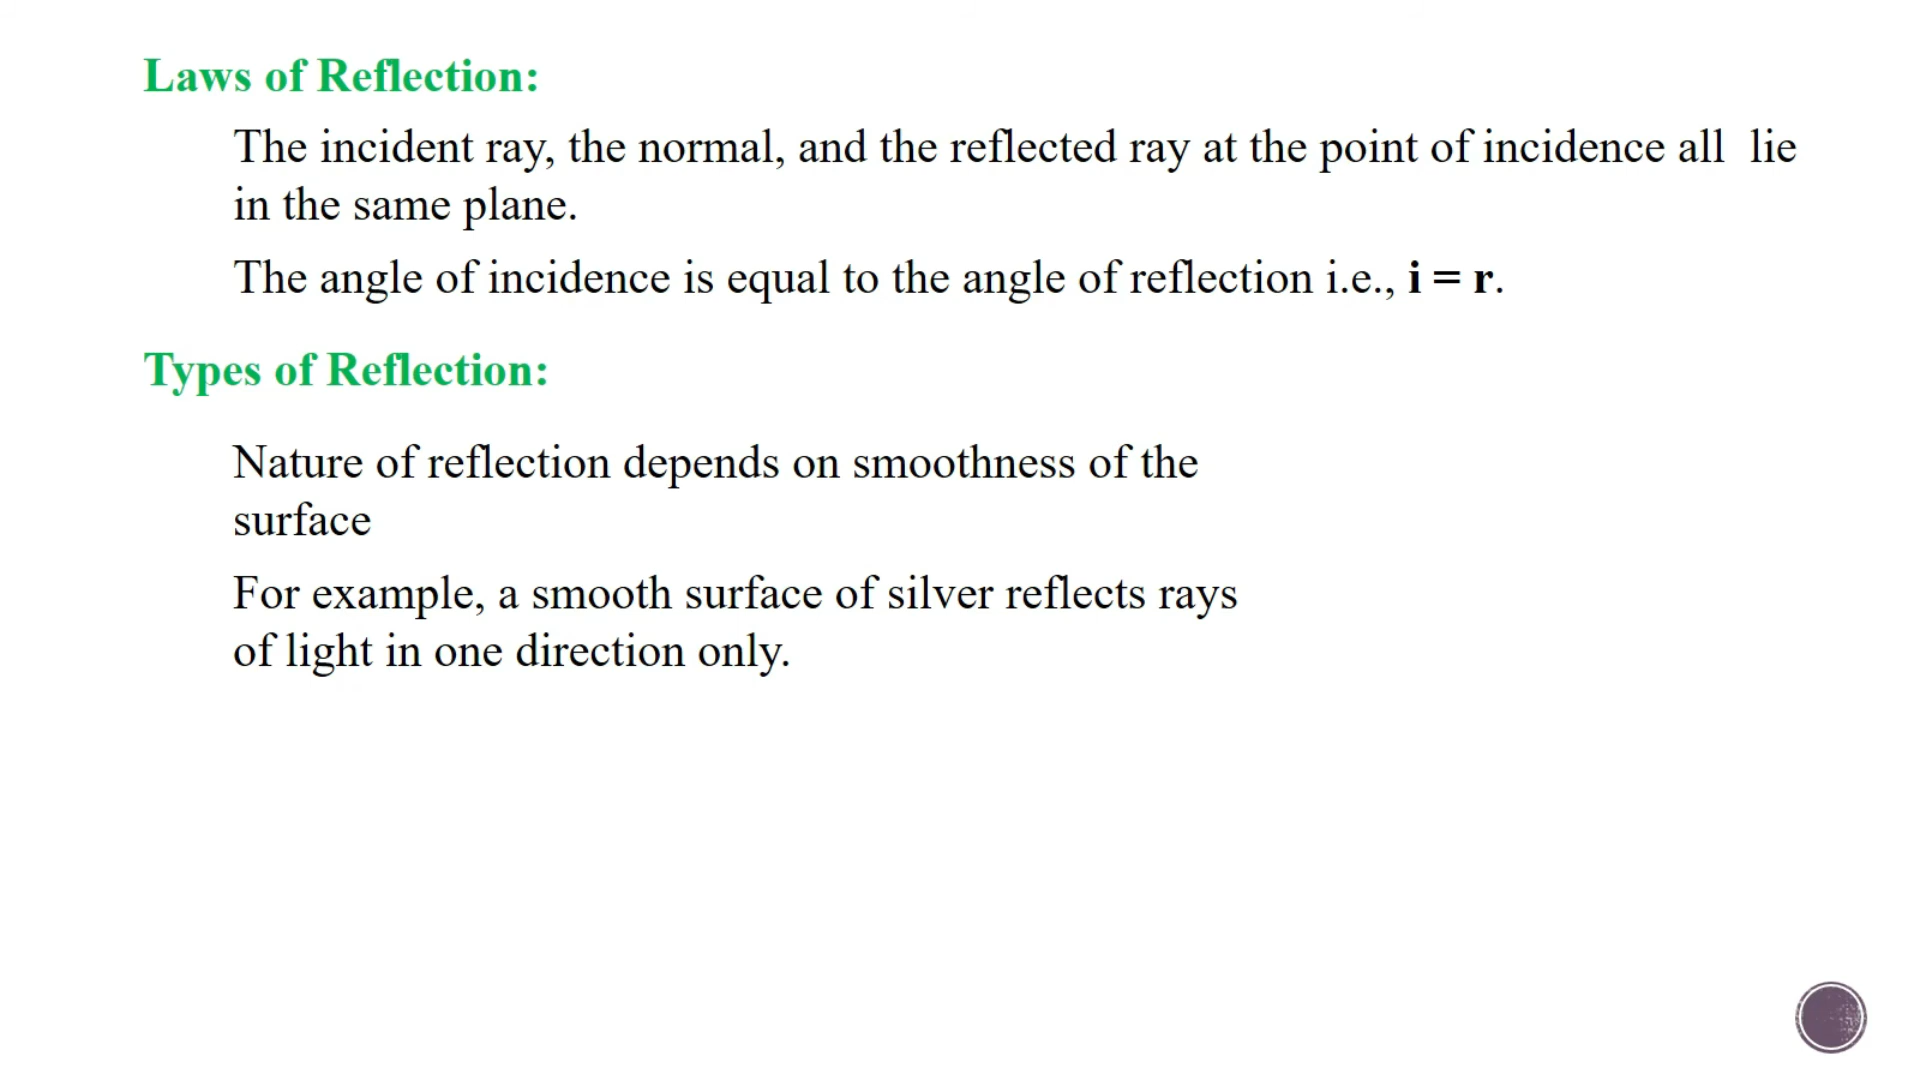 Laws of Reflection:
The incident ray, the normal, and the reflected ray at the point of incidence all  lie
in the same plane.
The angle of incidence is equal to the angle of reflection i.e., i = r.
Types of Reflection:
Nature of reflection depends on smoothness of the
surface
For example, a smooth surface of silver reflects rays
of light in one direction only.